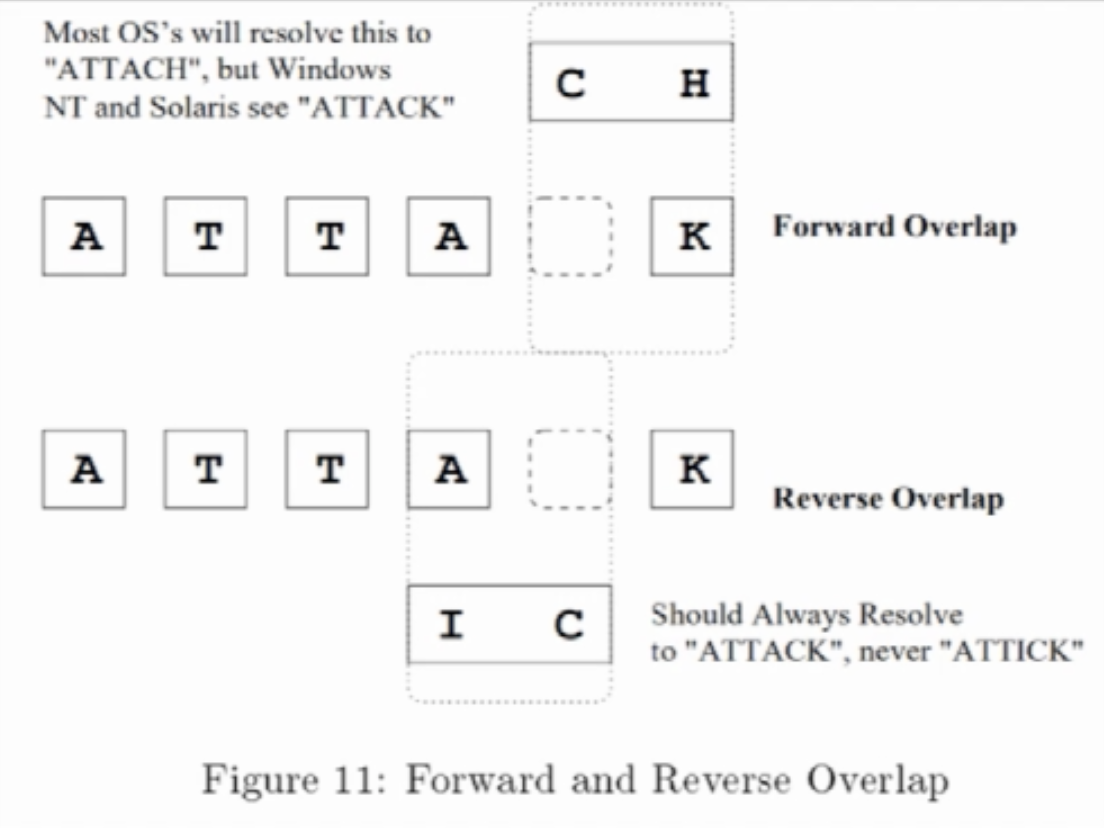 Most OS's will resolve this to
"ATTACH", but Windows
NT and Solaris see "ATTACK"
C H
A T T A K
Forward Overlap
A T T A K
Reverse Overlap
I C
Should Always Resolve
to "ATTACK", never "ATTICK"
Figure 11: Forward and Reverse Overlap